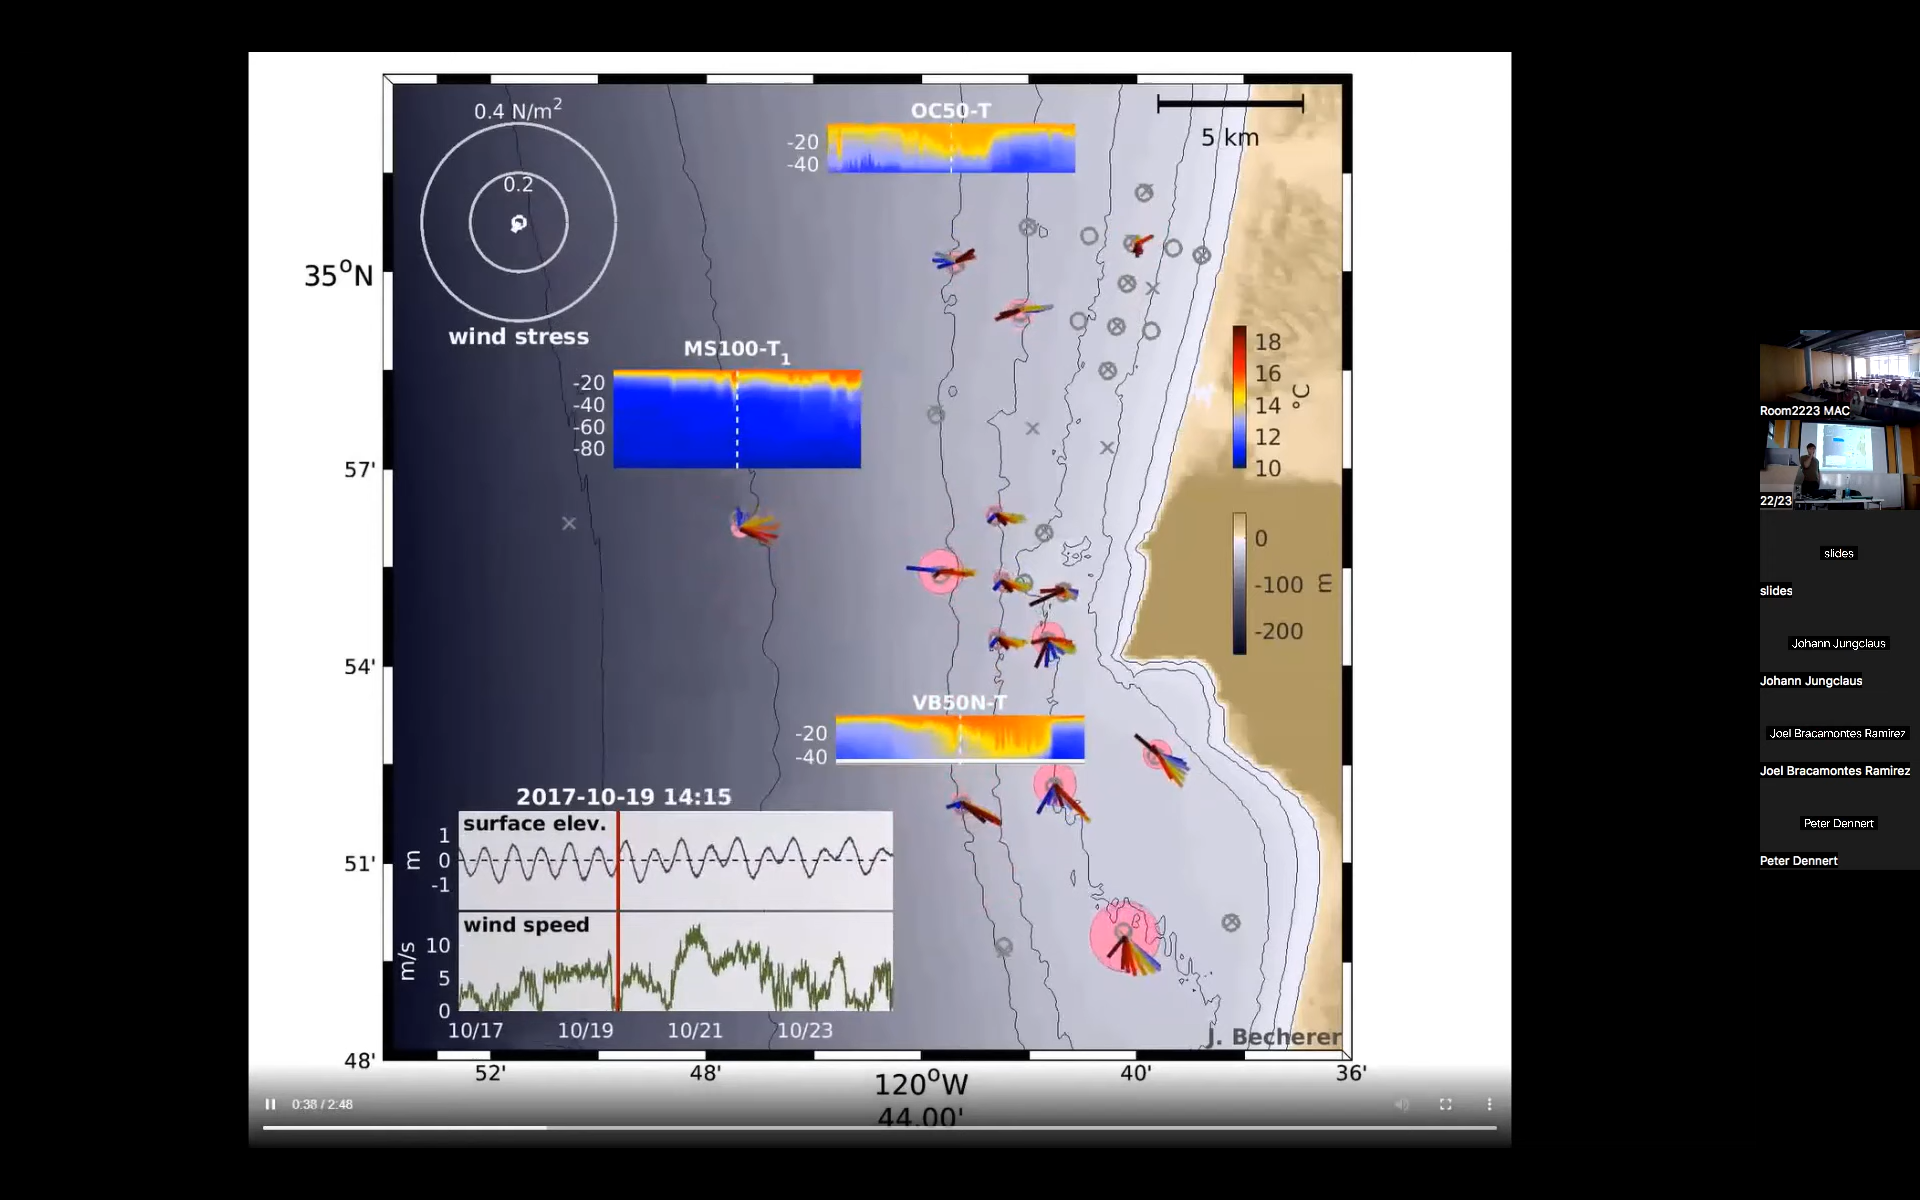 0.4 N/m²
0.2
wind stress
OC50-T
-20
-40
5 km
35°N
MS100-T₁
-20
-40
-60
-80
18
16
14
12
10
°C
57'
0
-100
-200
m
54'
VB50N-T
-20
-40
2017-10-19 14:15
surface elev.
1
0
-1
m
51'
wind speed
10
5
0
m/s
10/17 10/19 10/21 10/23
J. Becherer
48'
52' 48' 120°W 40' 36'
44.00'
0:38 / 2:48
Room2223 MAC
22/23
slides
slides
Johann Jungclaus
Johann Jungclaus
Joel Bracamontes Ramirez
Joel Bracamontes Ramirez
Peter Dennert
Peter Dennert